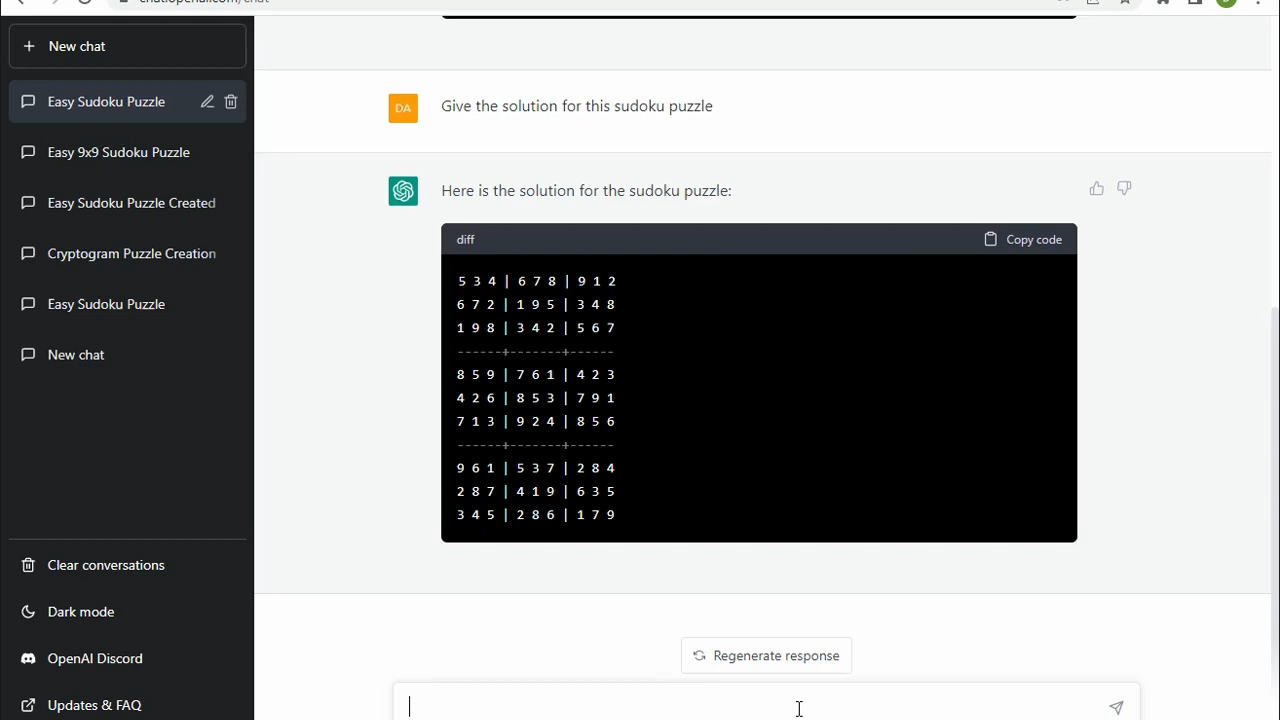 New chat
Easy Sudoku Puzzle
Easy 9x9 Sudoku Puzzle
Easy Sudoku Puzzle Created
Cryptogram Puzzle Creation
Easy Sudoku Puzzle
New chat
Clear conversations
Dark mode
OpenAI Discord
Updates & FAQ
DA
Give the solution for this sudoku puzzle
Here is the solution for the sudoku puzzle:
diff
Copy code
5 3 4 | 6 7 8 | 9 1 2
6 7 2 | 1 9 5 | 3 4 8
1 9 8 | 3 4 2 | 5 6 7
------+-------+------
8 5 9 | 7 6 1 | 4 2 3
4 2 6 | 8 5 3 | 7 9 1
7 1 3 | 9 2 4 | 8 5 6
------+-------+------
9 6 1 | 5 3 7 | 2 8 4
2 8 7 | 4 1 9 | 6 3 5
3 4 5 | 2 8 6 | 1 7 9
Regenerate response